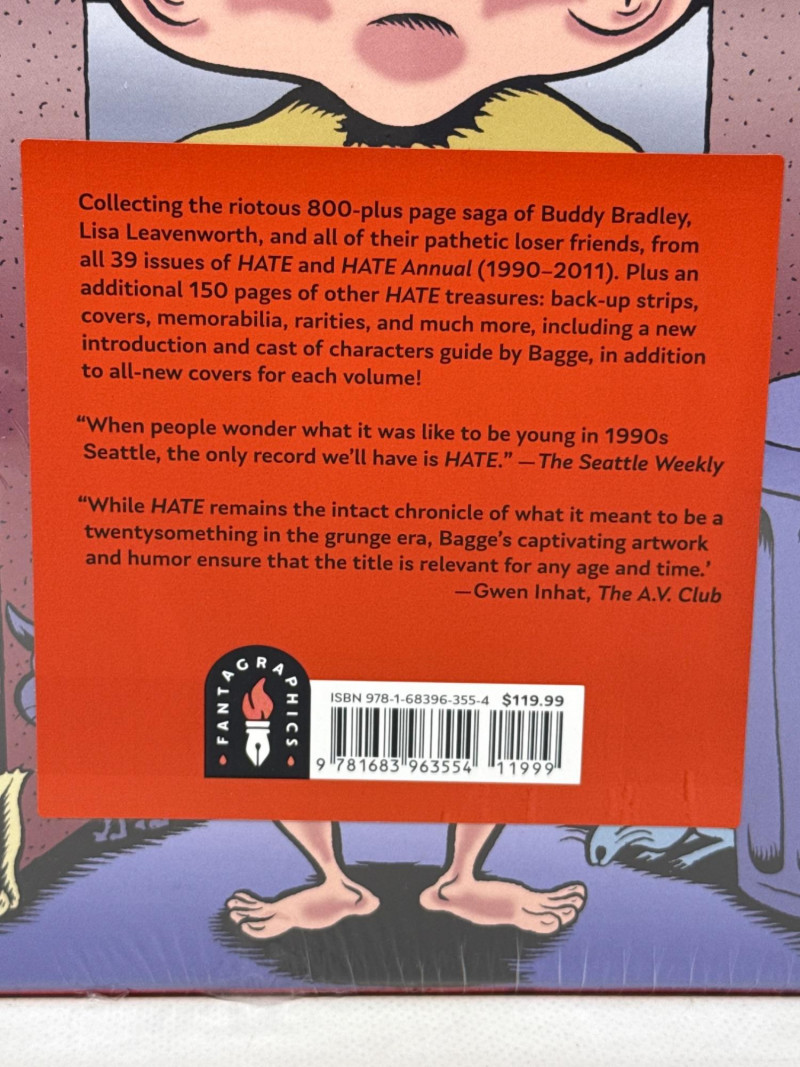 Collecting the riotous 800-plus page saga of Buddy Bradley,
Lisa Leavenworth, and all of their pathetic loser friends, from
all 39 issues of HATE and HATE Annual (1990–2011). Plus an
additional 150 pages of other HATE treasures: back-up strips,
covers, memorabilia, rarities, and much more, including a new
introduction and cast of characters guide by Bagge, in addition
to all-new covers for each volume!
“When people wonder what it was like to be young in 1990s
Seattle, the only record we’ll have is HATE.” —The Seattle Weekly
“While HATE remains the intact chronicle of what it meant to be a
twentysomething in the grunge era, Bagge’s captivating artwork
and humor ensure that the title is relevant for any age and time.’
—Gwen Inhat, The A.V. Club
FANTAGRAPHICS
ISBN 978-1-68396-355-4 $119.99
9 781683 963554 11999